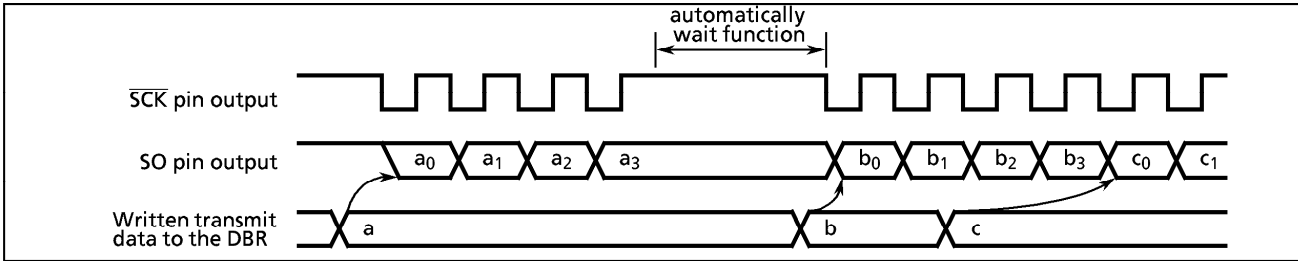 automatically
wait function
SCK pin output
SO pin output
a0 a1 a2 a3 b0 b1 b2 b3 c0 c1
Written transmit
data to the DBR
a b c